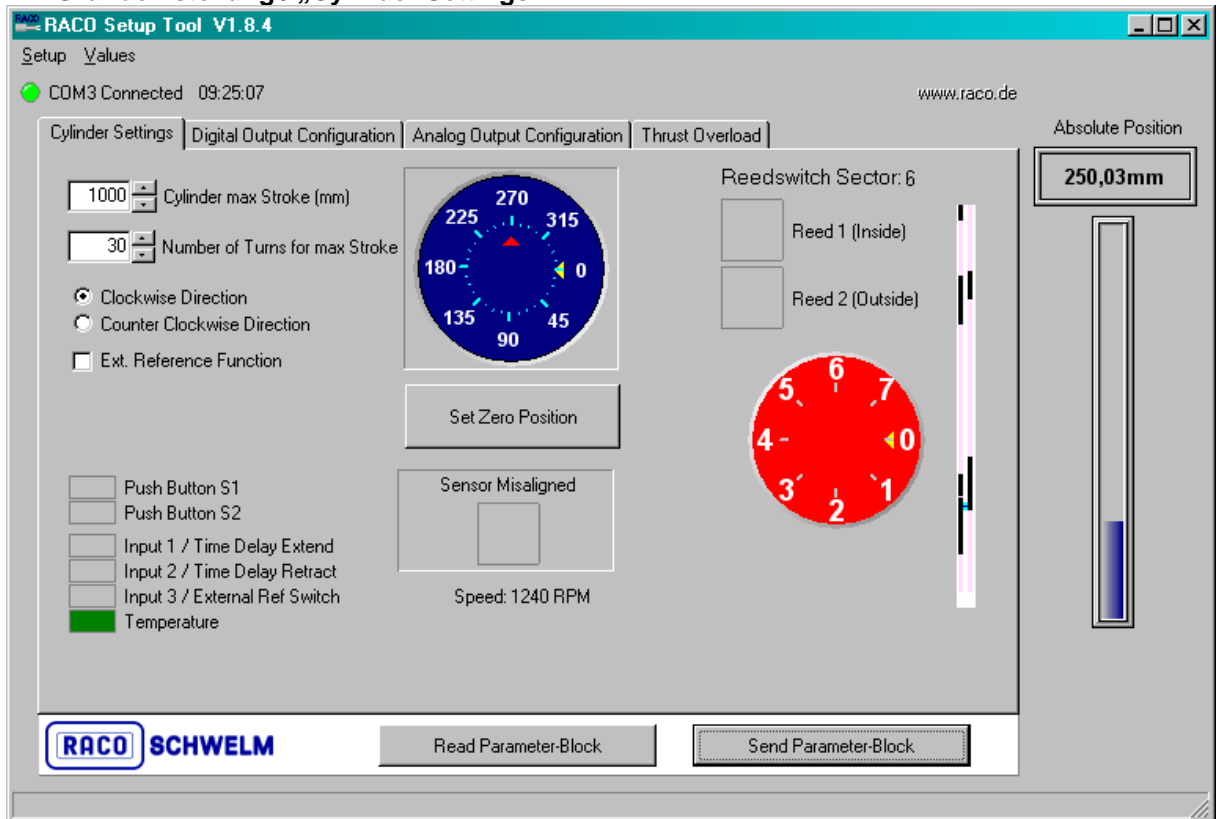 RACO Setup Tool V1.8.4
Setup Values
COM3 Connected 09:25:07
www.raco.de
Cylinder Settings
Digital Output Configuration
Analog Output Configuration
Thrust Overload
Absolute Position
250,03mm
1000 Cylinder max Stroke (mm)
30 Number of Turns for max Stroke
Clockwise Direction
Counter Clockwise Direction
Ext. Reference Function
270
225
315
180
0
135
45
90
Set Zero Position
Reedswitch Sector: 6
Reed 1 (Inside)
Reed 2 (Outside)
6
5
7
4
0
3
1
2
Push Button S1
Push Button S2
Input 1 / Time Delay Extend
Input 2 / Time Delay Retract
Input 3 / External Ref Switch
Temperature
Sensor Misaligned
Speed: 1240 RPM
RACO SCHWELM
Read Parameter-Block
Send Parameter-Block